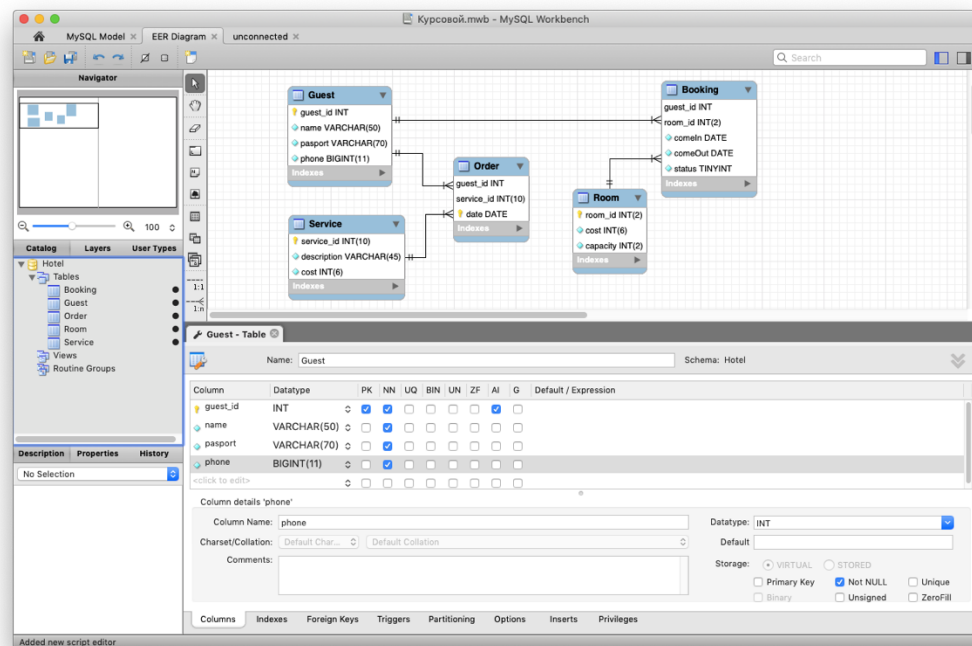 Курсовой.mwb - MySQL Workbench
MySQL Model × EER Diagram × unconnected ×
Search
Navigator
100
Catalog Layers User Types
Hotel
Tables
Booking
Guest
Order
Room
Service
Views
Routine Groups
Description Properties History
No Selection
1:1
1:n
Guest
guest_id INT
name VARCHAR(50)
pasport VARCHAR(70)
phone BIGINT(11)
Indexes
Service
service_id INT(10)
description VARCHAR(45)
cost INT(6)
Indexes
Order
guest_id INT
service_id INT(10)
date DATE
Indexes
Room
room_id INT(2)
cost INT(6)
capacity INT(2)
Indexes
Booking
guest_id INT
room_id INT(2)
comeIn DATE
comeOut DATE
status TINYINT
Indexes
Guest - Table
Name: Guest Schema: Hotel
Column Datatype PK NN UQ BIN UN ZF AI G Default / Expression
guest_id INT
name VARCHAR(50)
pasport VARCHAR(70)
phone BIGINT(11)
<click to edit>
Column details 'phone'
Column Name: phone Datatype: INT
Charset/Collation: Default Char... Default Collation Default
Comments: Storage: VIRTUAL STORED
Primary Key Not NULL Unique
Binary Unsigned ZeroFill
Columns Indexes Foreign Keys Triggers Partitioning Options Inserts Privileges
Added new script editor